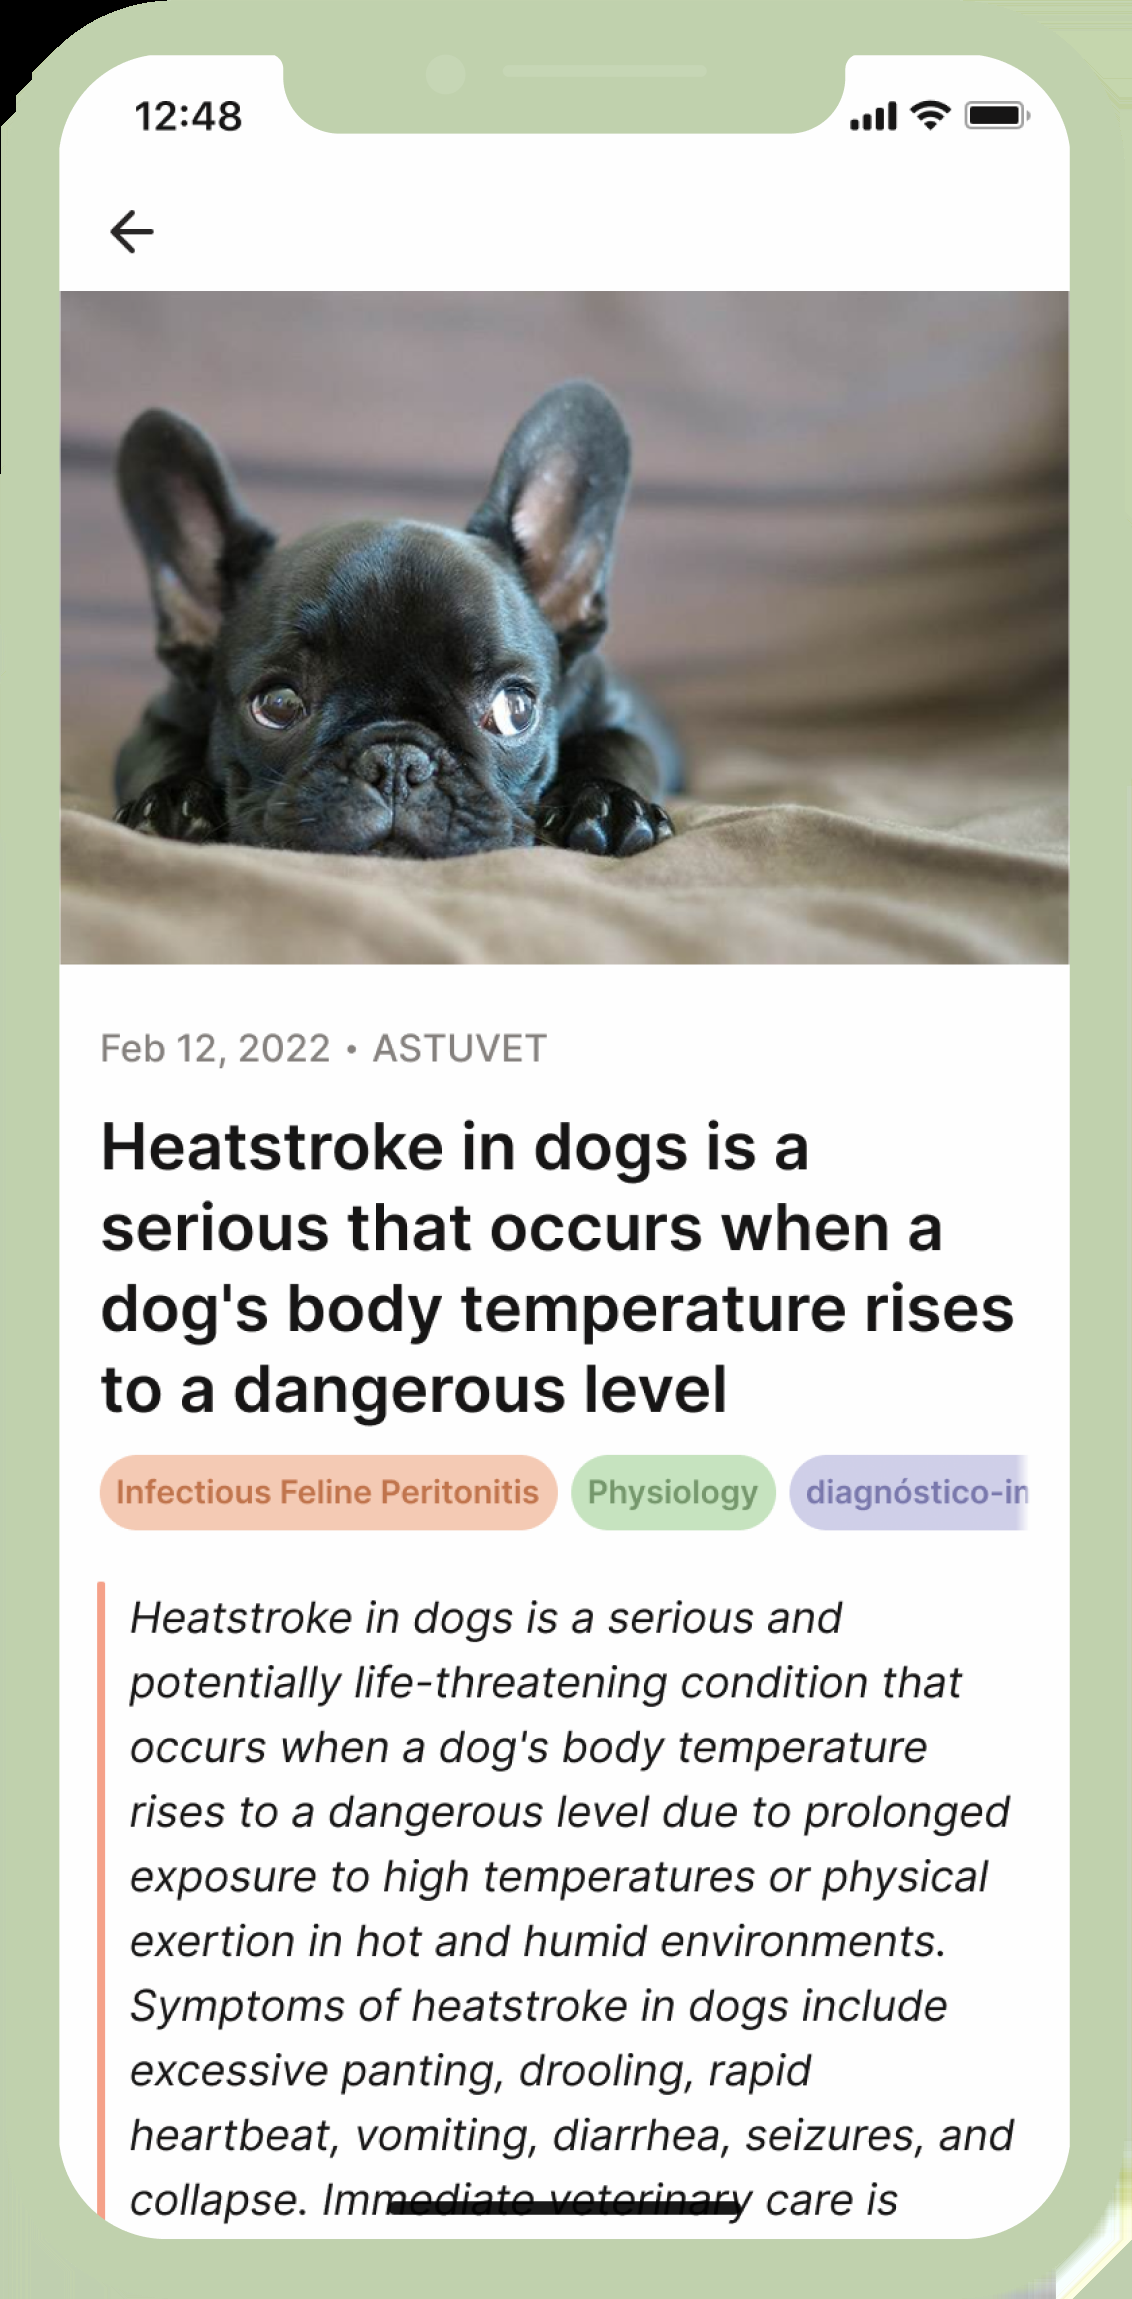 12:48
Feb 12, 2022 • ASTUVET
Heatstroke in dogs is a
serious that occurs when a
dog's body temperature rises
to a dangerous level
Infectious Feline Peritonitis Physiology diagnóstico-in
Heatstroke in dogs is a serious and
potentially life-threatening condition that
occurs when a dog's body temperature
rises to a dangerous level due to prolonged
exposure to high temperatures or physical
exertion in hot and humid environments.
Symptoms of heatstroke in dogs include
excessive panting, drooling, rapid
heartbeat, vomiting, diarrhea, seizures, and
collapse. Immediate veterinary care is